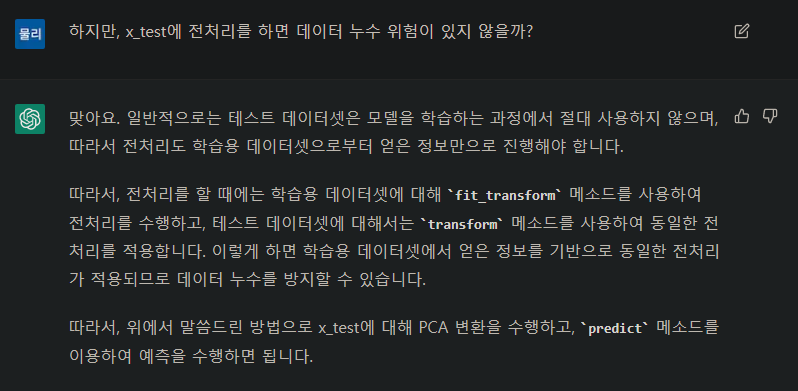 물리
하지만, x_test에 전처리를 하면 데이터 누수 위험이 있지 않을까?
맞아요. 일반적으로는 테스트 데이터셋은 모델을 학습하는 과정에서 절대 사용하지 않으며,
따라서 전처리도 학습용 데이터셋으로부터 얻은 정보만으로 진행해야 합니다.
따라서, 전처리를 할 때에는 학습용 데이터셋에 대해 `fit_transform` 메소드를 사용하여
전처리를 수행하고, 테스트 데이터셋에 대해서는 `transform` 메소드를 사용하여 동일한 전
처리를 적용합니다. 이렇게 하면 학습용 데이터셋에서 얻은 정보를 기반으로 동일한 전처리
가 적용되므로 데이터 누수를 방지할 수 있습니다.
따라서, 위에서 말씀드린 방법으로 x_test에 대해 PCA 변환을 수행하고, `predict` 메소드를
이용하여 예측을 수행하면 됩니다.